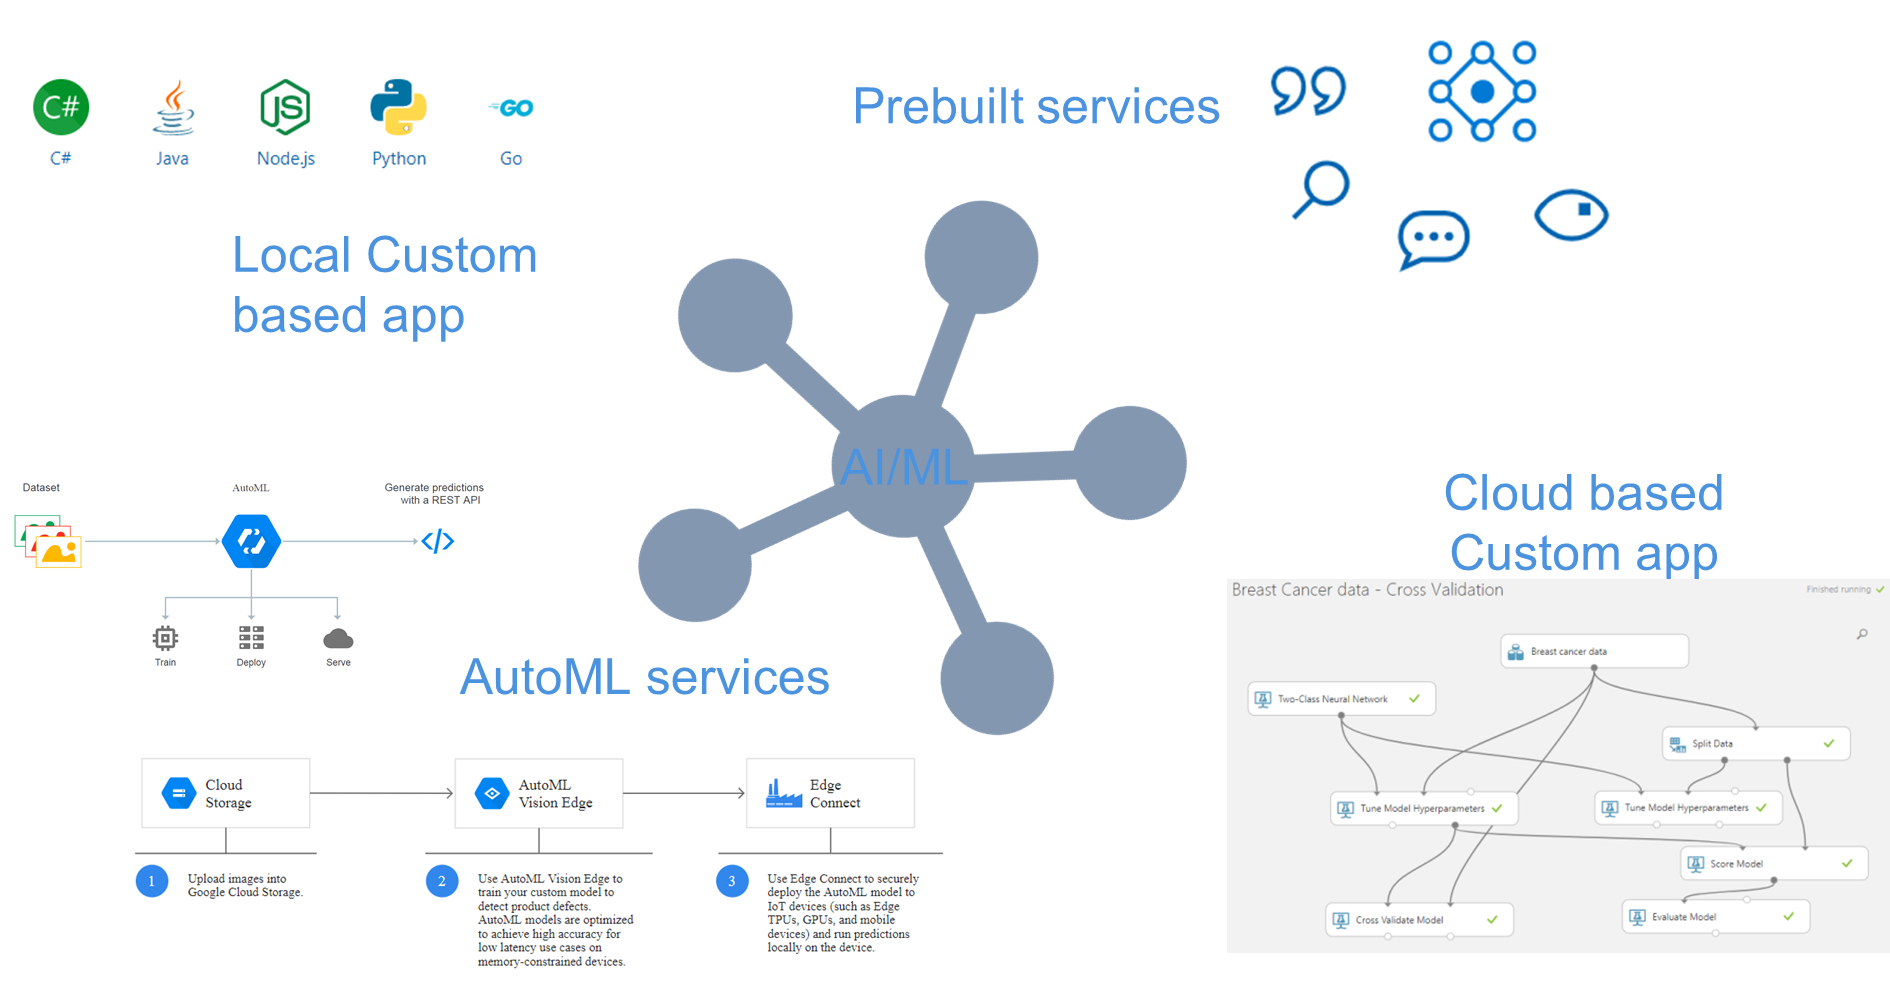 C#
JS
GO
C#
Java
Node.js
Python
Go
Prebuilt services
Local Custom
based app
AI/ML
Dataset
AutoML
Generate predictions
with a REST API
Train
Deploy
Serve
AutoML services
Cloud
Storage
AutoML
Vision Edge
Edge
Connect
1
Upload images into
Google Cloud Storage.
2
Use AutoML Vision Edge to
train your custom model to
detect product defects.
AutoML models are optimized
to achieve high accuracy for
low latency use cases on
memory-constrained devices.
3
Use Edge Connect to securely
deploy the AutoML model to
IoT devices (such as Edge
TPUs, GPUs, and mobile
devices) and run predictions
locally on the device.
Cloud based
Custom app
Breast Cancer data - Cross Validation
Finished running
Breast cancer data
Two-Class Neural Network
Split Data
Tune Model Hyperparameters
Tune Model Hyperparameters
Score Model
Cross Validate Model
Evaluate Model